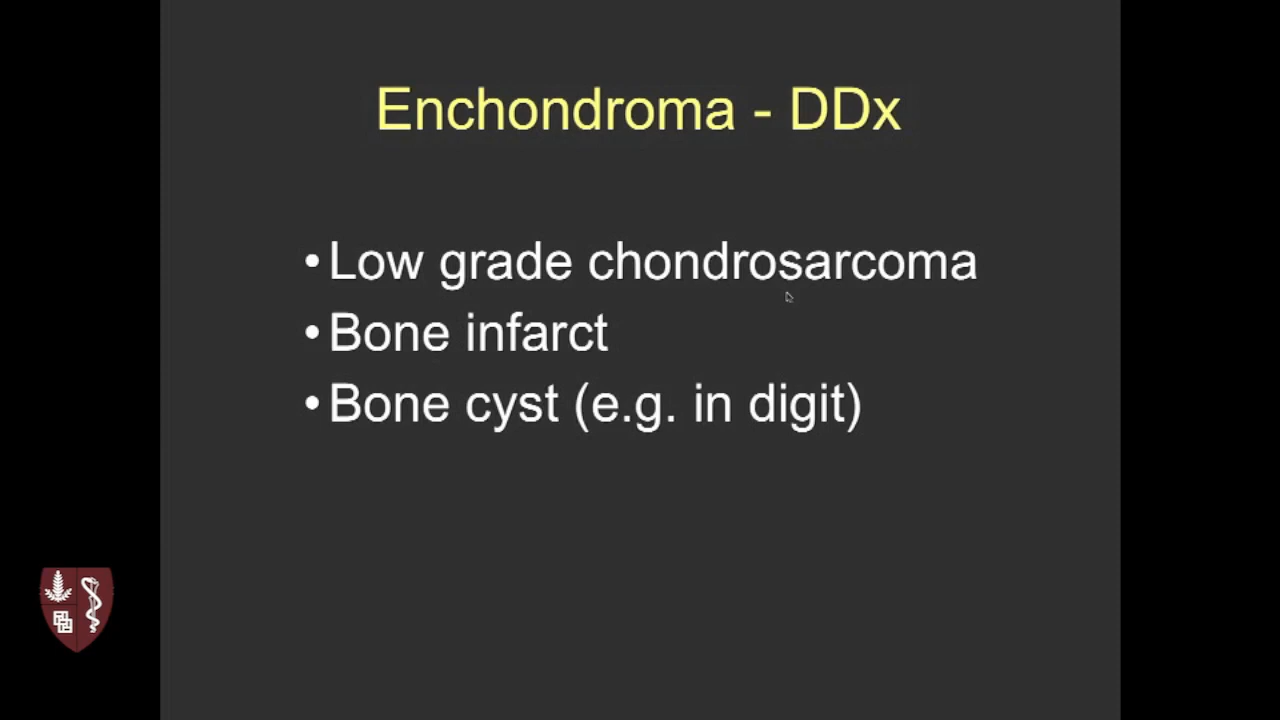 Enchondroma - DDx
•Low grade chondrosarcoma
•Bone infarct
•Bone cyst (e.g. in digit)